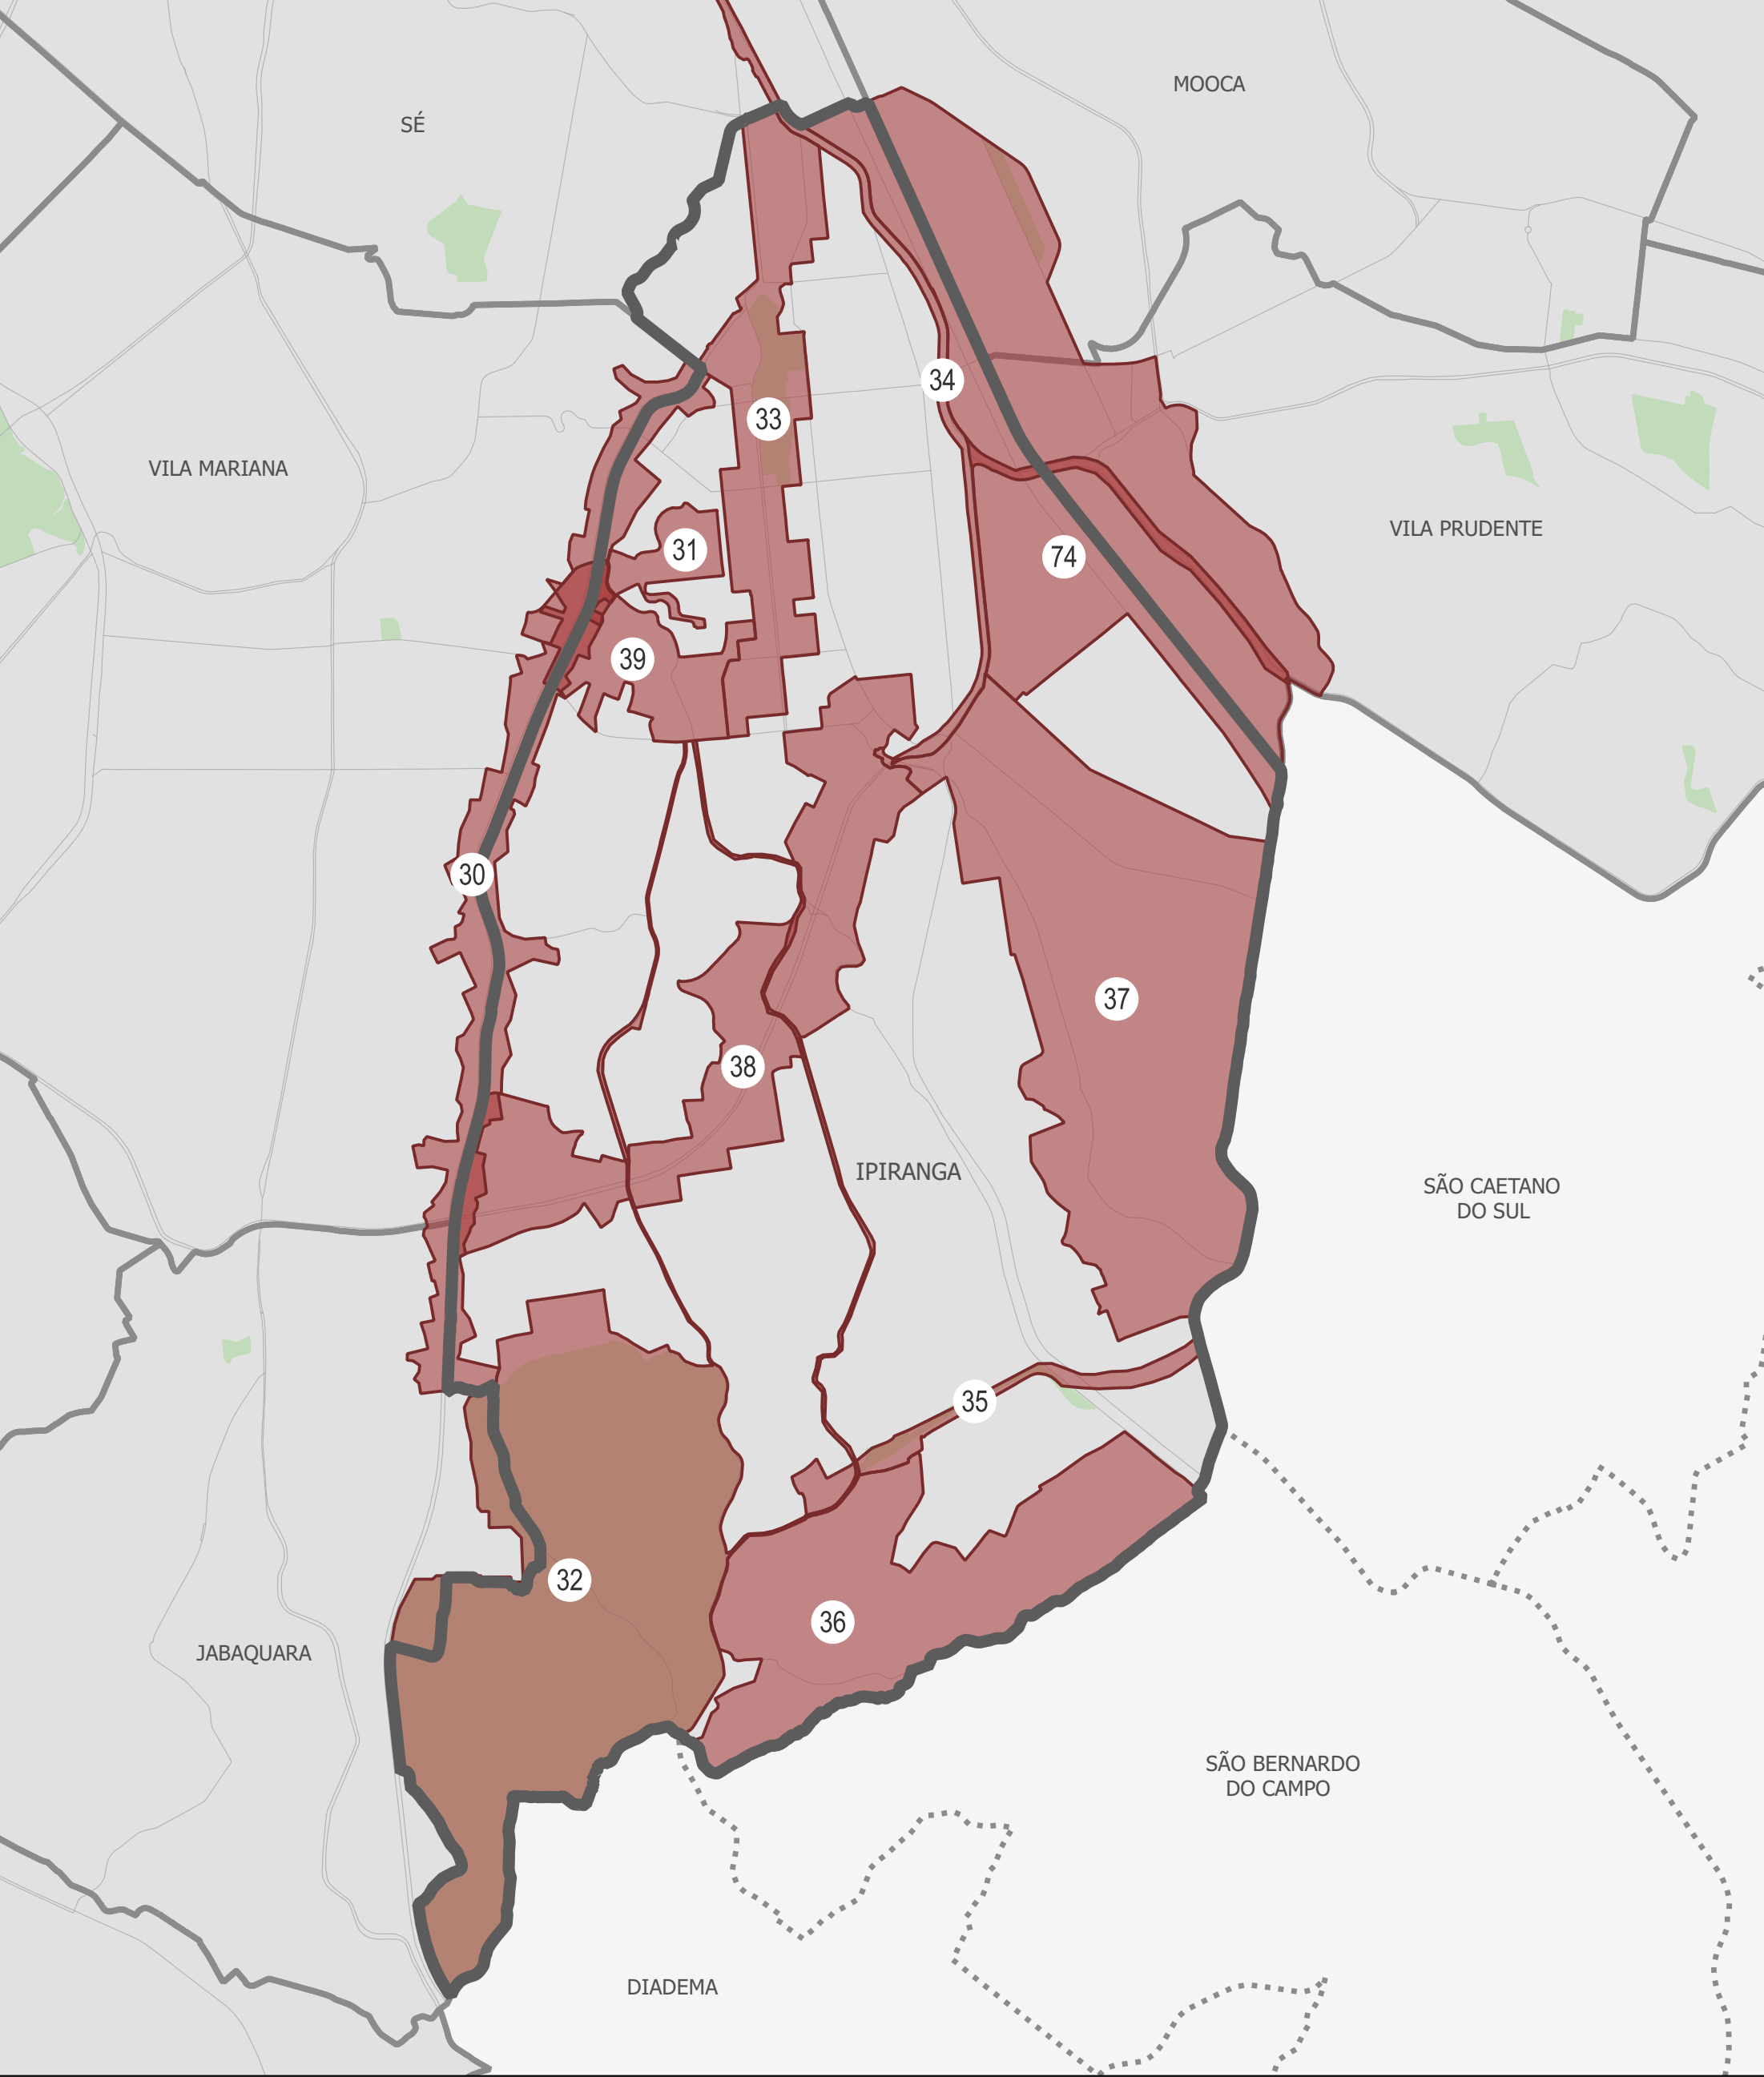 MOOCA
SÉ
34
33
VILA MARIANA
VILA PRUDENTE
31
74
39
30
37
38
IPIRANGA
SÃO CAETANO
DO SUL
35
32
36
JABAQUARA
SÃO BERNARDO
DO CAMPO
DIADEMA